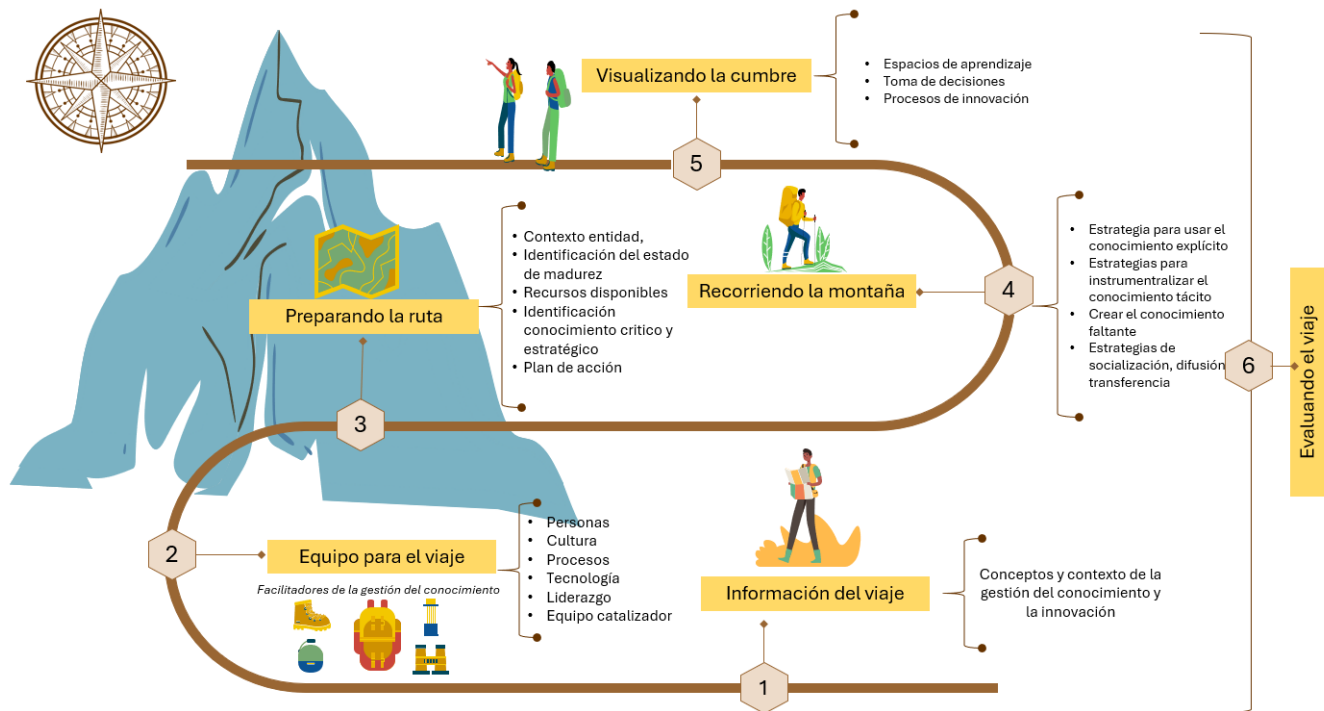 Visualizando la cumbre
• Espacios de aprendizaje
• Toma de decisiones
• Procesos de innovación
5
• Contexto entidad,
• Identificación del estado
de madurez
• Recursos disponibles
• Identificación
conocimiento critico y
estratégico
• Plan de acción
Preparando la ruta
3
Recorriendo la montaña
4
• Estrategia para usar el
conocimiento explícito
• Estrategias para
instrumentralizar el
conocimiento tácito
• Crear el conocimiento
faltante
• Estrategias de
socialización, difusión
transferencia
6
Evaluando el viaje
2
Equipo para el viaje
Facilitadores de la gestión del conocimiento
• Personas
• Cultura
• Procesos
• Tecnología
• Liderazgo
• Equipo catalizador
Información del viaje
Conceptos y contexto de la
gestión del conocimiento y
la innovación
1